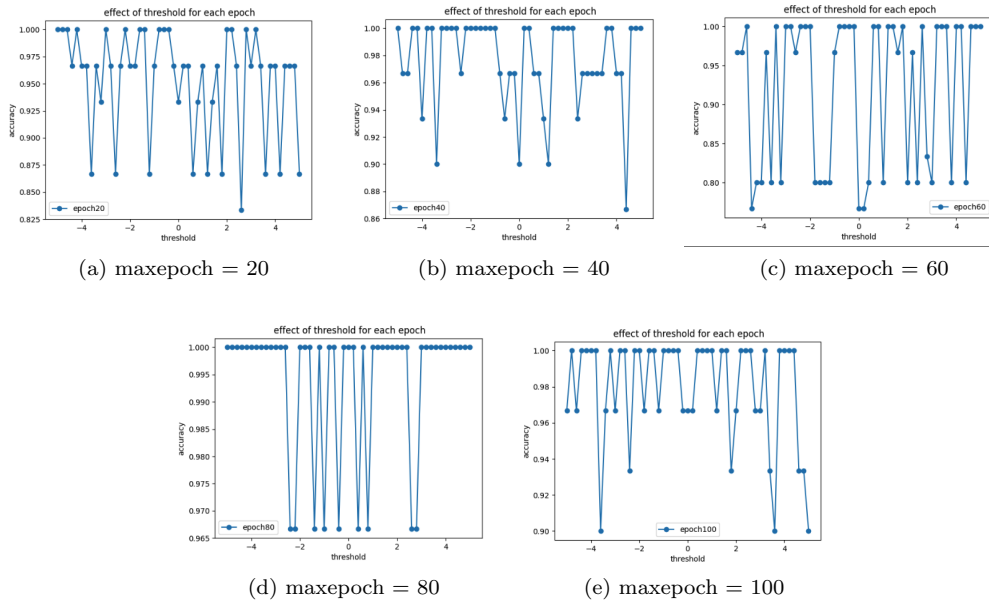 effect of threshold for each epoch
1.000
0.975
0.950
0.925
0.900
0.875
0.850
0.825
accuracy
epoch20
−4
−2
0
2
4
threshold
(a) maxepoch = 20
effect of threshold for each epoch
1.00
0.98
0.96
0.94
0.92
0.90
0.88
0.86
accuracy
epoch40
−4
−2
0
2
4
threshold
(b) maxepoch = 40
effect of threshold for each epoch
1.00
0.95
0.90
0.85
0.80
accuracy
epoch60
−4
−2
0
2
4
threshold
(c) maxepoch = 60
effect of threshold for each epoch
1.000
0.995
0.990
0.985
0.980
0.975
0.970
0.965
accuracy
epoch80
−4
−2
0
2
4
threshold
(d) maxepoch = 80
effect of threshold for each epoch
1.00
0.98
0.96
0.94
0.92
0.90
accuracy
epoch100
−4
−2
0
2
4
threshold
(e) maxepoch = 100